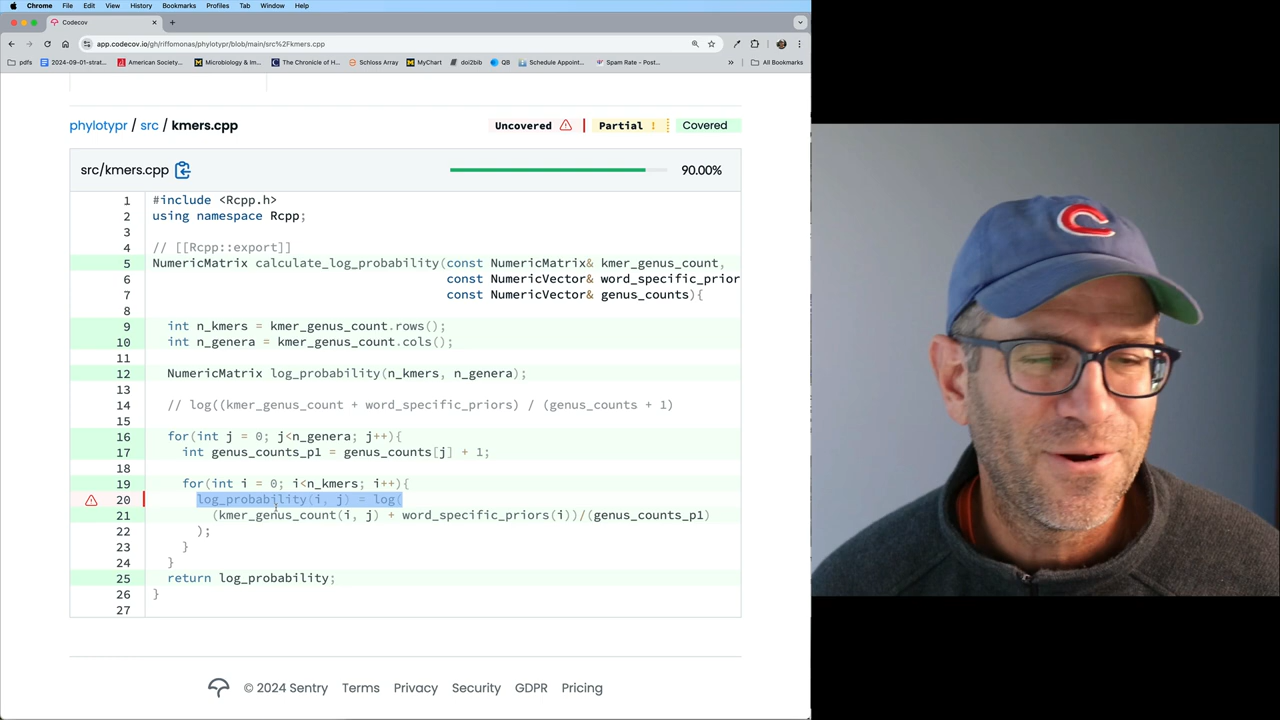 Chrome File Edit View History Bookmarks Profiles Tab Window Help
Codecov
app.codecov.io/gh/riffomonas/phylotypr/blob/main/src%2Fkmers.cpp
pdfs 2024-09-01-strat... American Society... Microbiology & Im... The Chronicle of H... Schloss Array MyChart doi2bib QB Schedule Appoint... Spam Rate - Post... » All Bookmarks
phylotypr / src / kmers.cpp Uncovered Partial ! Covered
src/kmers.cpp 90.00%
1 #include <Rcpp.h>
2 using namespace Rcpp;
3
4 // [[Rcpp::export]]
5 NumericMatrix calculate_log_probability(const NumericMatrix& kmer_genus_count,
6 const NumericVector& word_specific_prior
7 const NumericVector& genus_counts){
8
9 int n_kmers = kmer_genus_count.rows();
10 int n_genera = kmer_genus_count.cols();
11
12 NumericMatrix log_probability(n_kmers, n_genera);
13
14 // log((kmer_genus_count + word_specific_priors) / (genus_counts + 1)
15
16 for(int j = 0; j<n_genera; j++){
17 int genus_counts_p1 = genus_counts[j] + 1;
18
19 for(int i = 0; i<n_kmers; i++){
20 log_probability(i, j) = log(
21 (kmer_genus_count(i, j) + word_specific_priors(i))/(genus_counts_p1)
22 );
23 }
24 }
25 return log_probability;
26 }
27
© 2024 Sentry Terms Privacy Security GDPR Pricing